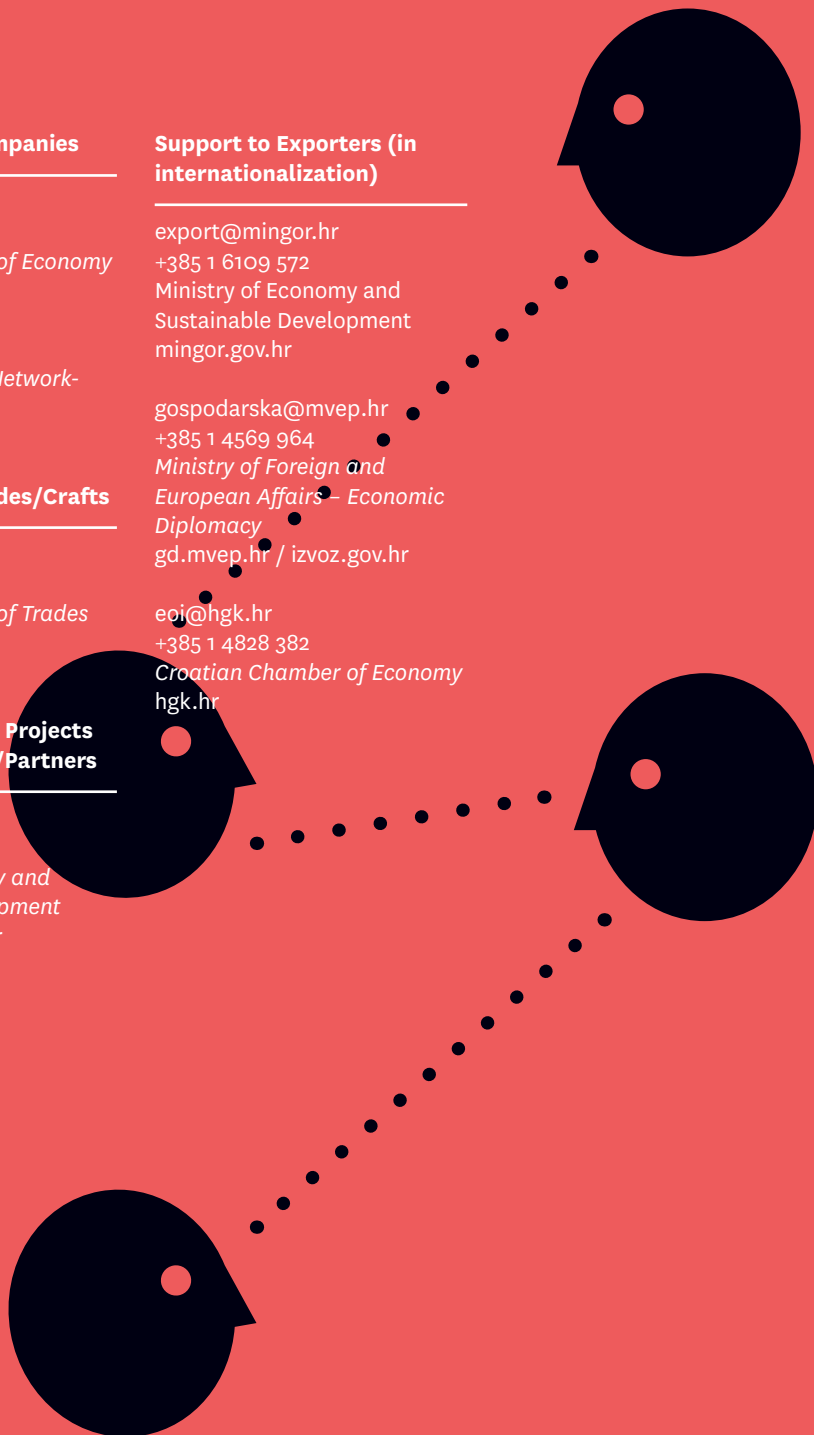 mpanies
of Economy
Network-
des/Crafts
of Trades
Projects
/Partners
y and
pment
Support to Exporters (in
internationalization)
export@mingor.hr
+385 1 6109 572
Ministry of Economy and
Sustainable Development
mingor.gov.hr
gospodarska@mvep.hr
+385 1 4569 964
Ministry of Foreign and
European Affairs – Economic
Diplomacy
gd.mvep.hr / izvoz.gov.hr
eoi@hgk.hr
+385 1 4828 382
Croatian Chamber of Economy
hgk.hr